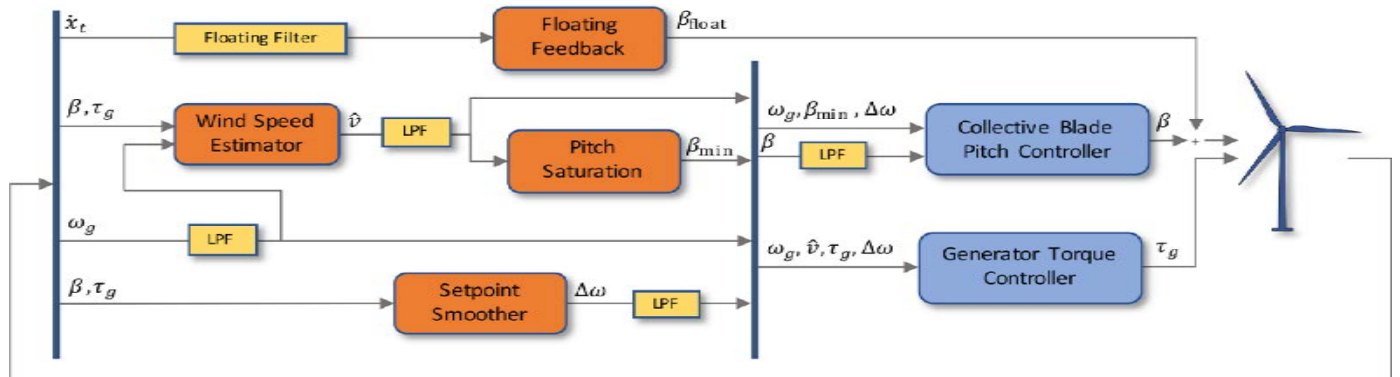 ẋₜ
Floating Filter
Floating
Feedback
β_float
β, τ_g
Wind Speed
Estimator
v̂
LPF
Pitch
Saturation
β_min
ω_g, β_min , Δω
β
LPF
Collective Blade
Pitch Controller
β
+
ω_g
LPF
ω_g, v̂, τ_g, Δω
Generator Torque
Controller
τ_g
β, τ_g
Setpoint
Smoother
Δω
LPF